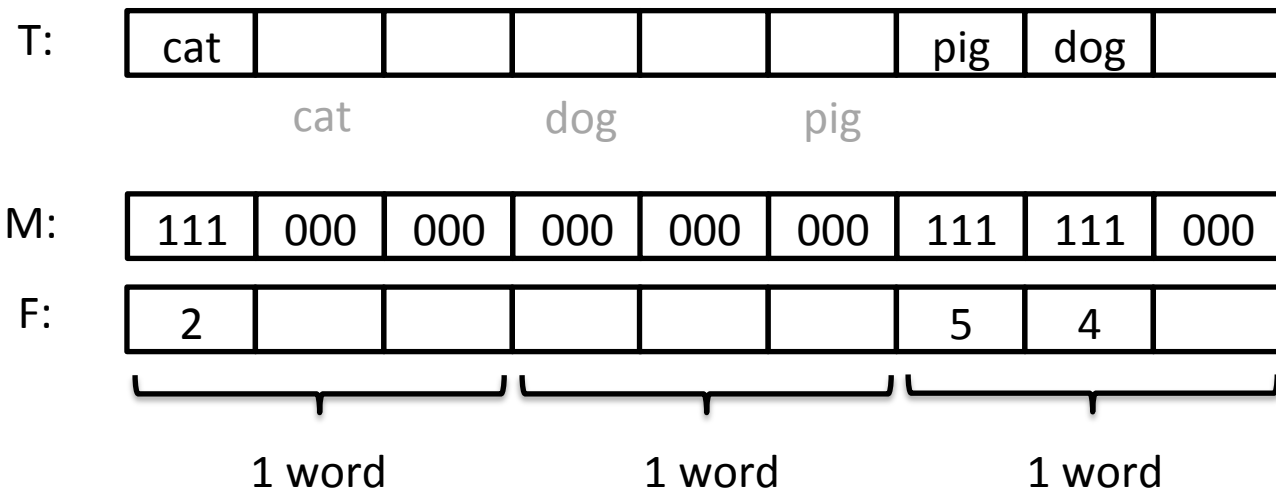 T: cat pig dog
cat dog pig
M: 111 000 000 000 000 000 111 111 000
F: 2 5 4
1 word 1 word 1 word